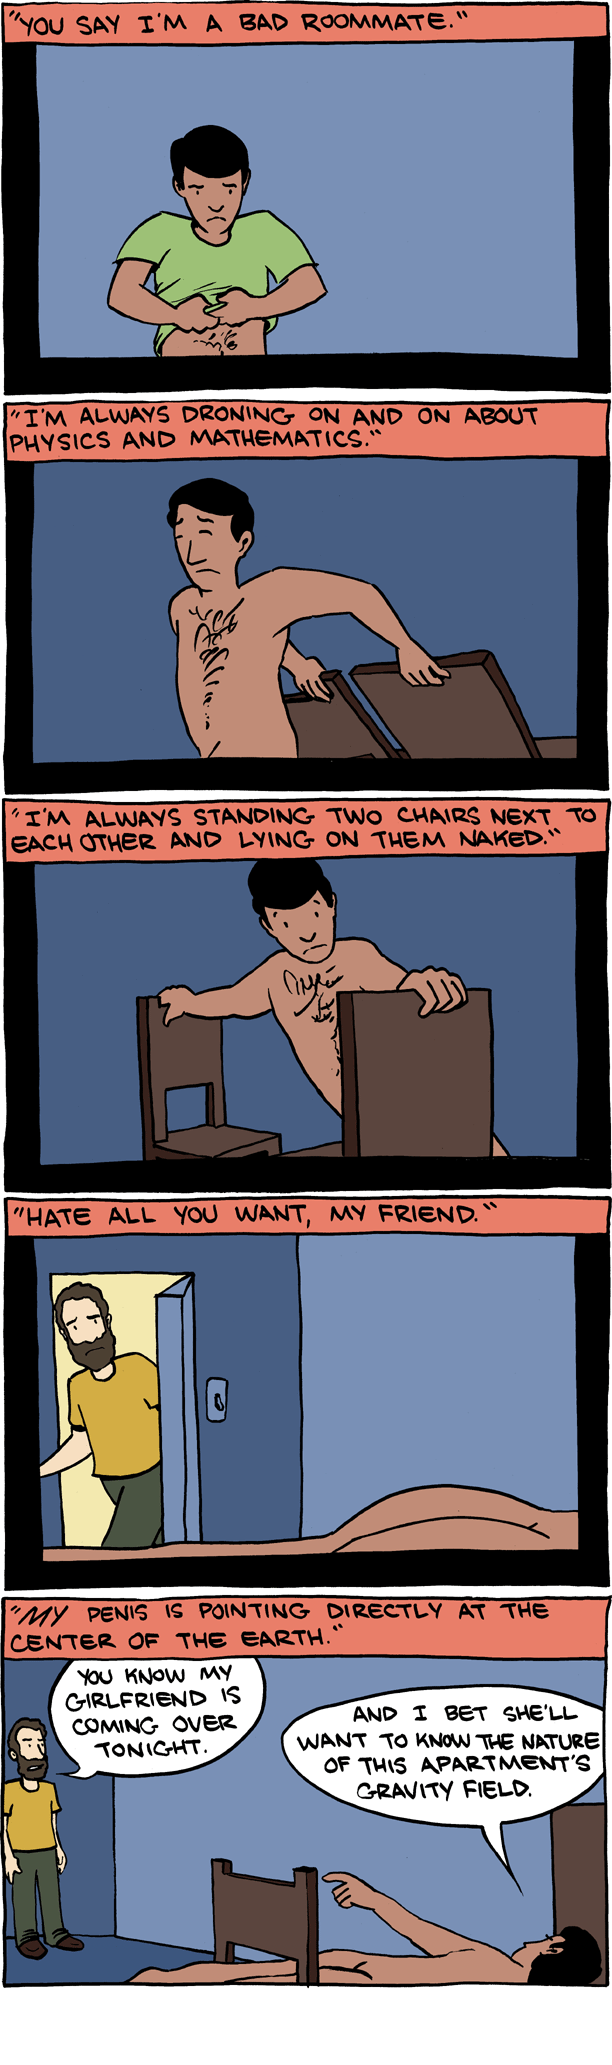 "YOU SAY I'M A BAD ROOMMATE."
"I'M ALWAYS DRONING ON AND ON ABOUT
PHYSICS AND MATHEMATICS."
"I'M ALWAYS STANDING TWO CHAIRS NEXT TO
EACH OTHER AND LYING ON THEM NAKED."
"HATE ALL YOU WANT, MY FRIEND."
"MY PENIS IS POINTING DIRECTLY AT THE
CENTER OF THE EARTH."
YOU KNOW MY
GIRLFRIEND IS
COMING OVER
TONIGHT.
AND I BET SHE'LL
WANT TO KNOW THE NATURE
OF THIS APARTMENT'S
GRAVITY FIELD.